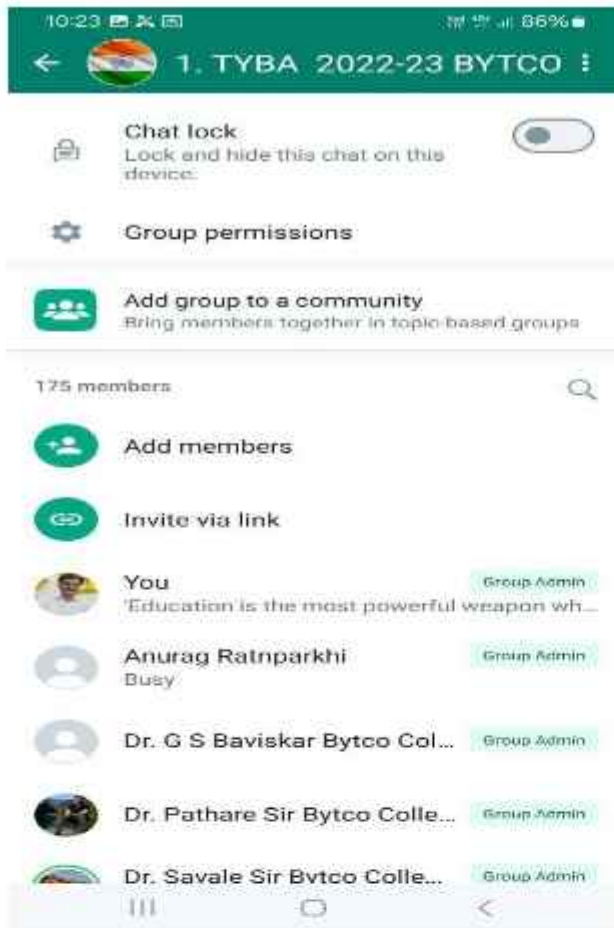 10:23 86%
1. TYBA 2022-23 BYTCO
Chat lock
Lock and hide this chat on this
device.
Group permissions
Add group to a community
Bring members together in topic-based groups
175 members
Add members
Invite via link
You Group Admin
'Education is the most powerful weapon wh...
Anurag Ratnparkhi Group Admin
Busy
Dr. G S Baviskar Bytco Col... Group Admin
Dr. Pathare Sir Bytco Colle... Group Admin
Dr. Savale Sir Bytco Colle... Group Admin